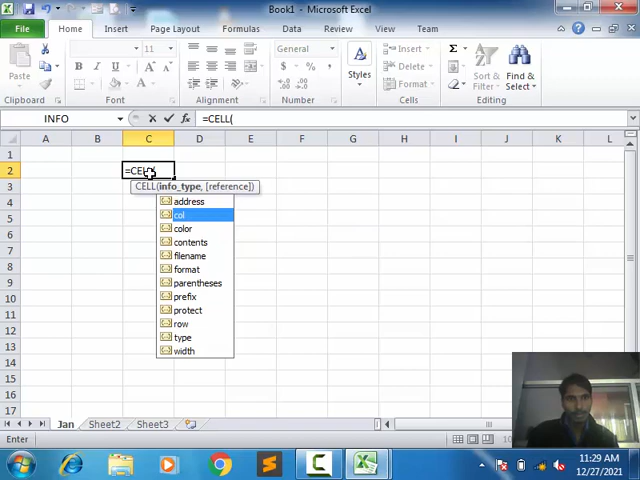 Book1 - Microsoft Excel
File Home Insert Page Layout Formulas Data Review View Team
Paste
Clipboard
11
B I U
Font
Alignment
General
$ %
Number
Styles
Insert
Delete
Format
Cells
Σ
Sort & Filter
Find & Select
Editing
INFO
fx =CELL(
A B C D E F G H I J K L
1
2 =CELL(
3 CELL(info_type, [reference])
4 address
5 col
6 color
7 contents
8 filename
9 format
10 parentheses
11 prefix
12 protect
13 row
14 type
15 width
16
17
Jan Sheet2 Sheet3
Enter
11:29 AM
12/27/2021